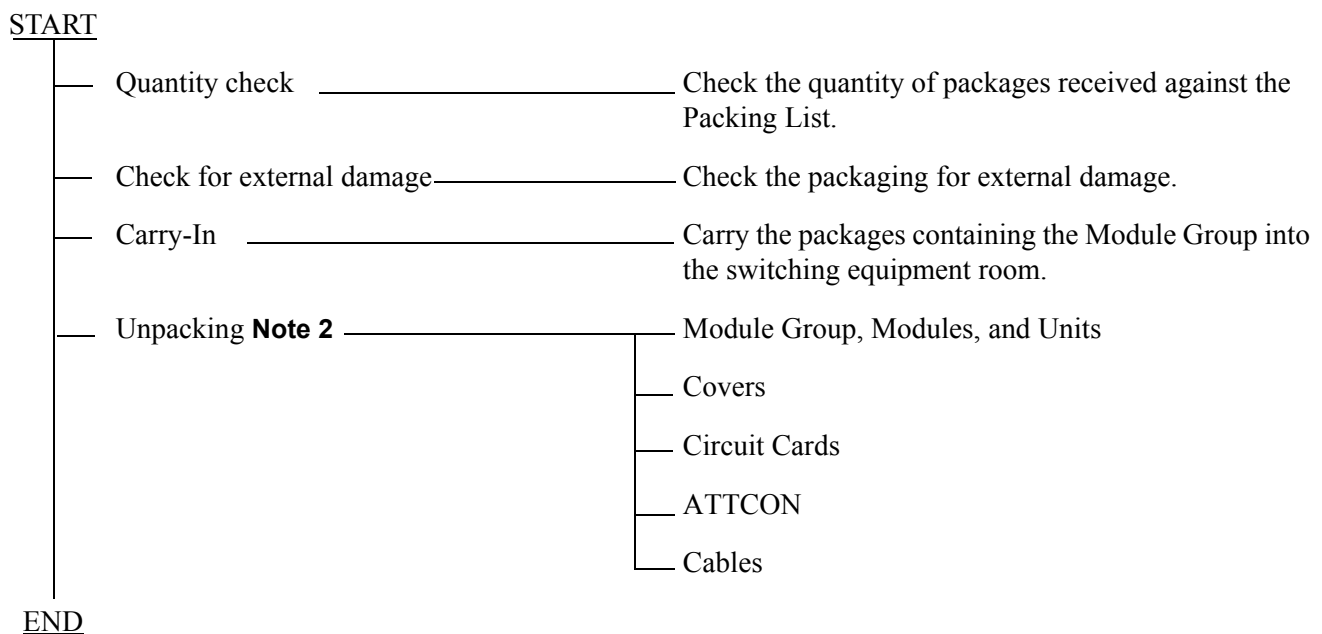 START
Quantity check
Check the quantity of packages received against the
Packing List.
Check for external damage
Check the packaging for external damage.
Carry-In
Carry the packages containing the Module Group into
the switching equipment room.
Unpacking Note 2
Module Group, Modules, and Units
Covers
Circuit Cards
ATTCON
Cables
END